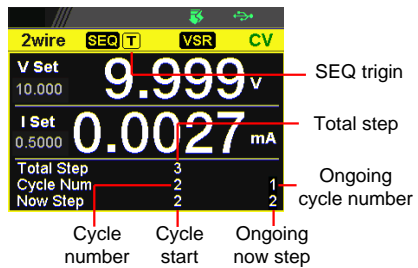 2wire SEQ T VSR CV
V Set
10.000
9.999 V
I Set
0.5000
0.0027 mA
Total Step 3
Cycle Num 2 1
Now Step 2 2
SEQ trigin
Total step
Ongoing
cycle number
Cycle
number
Cycle
start
Ongoing
now step